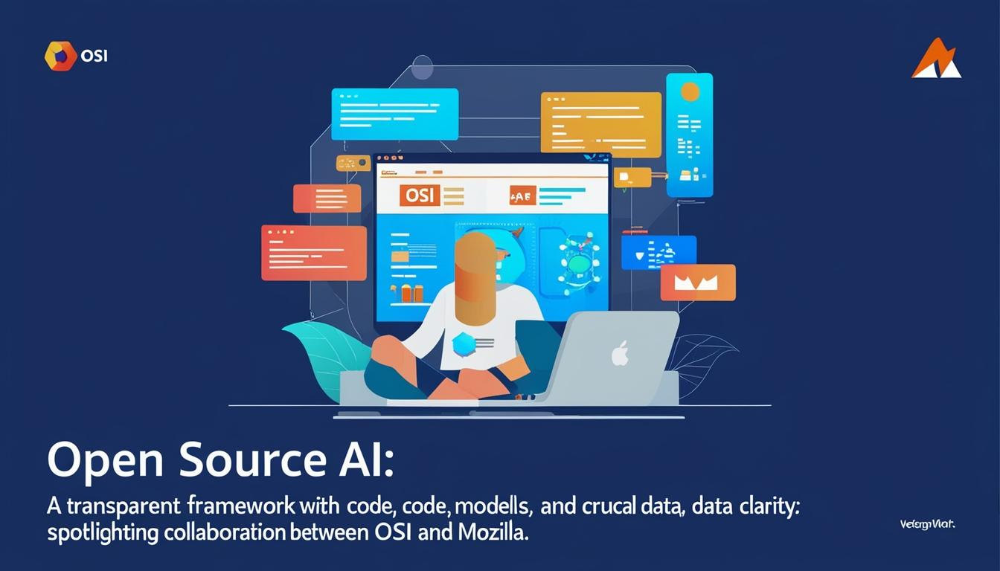 OSI
OSI
Open Source AI:
A transparent framework with code, code, modells, and crucal data, data clarity:
spotlighting collaboration between OSI and Mozilla.